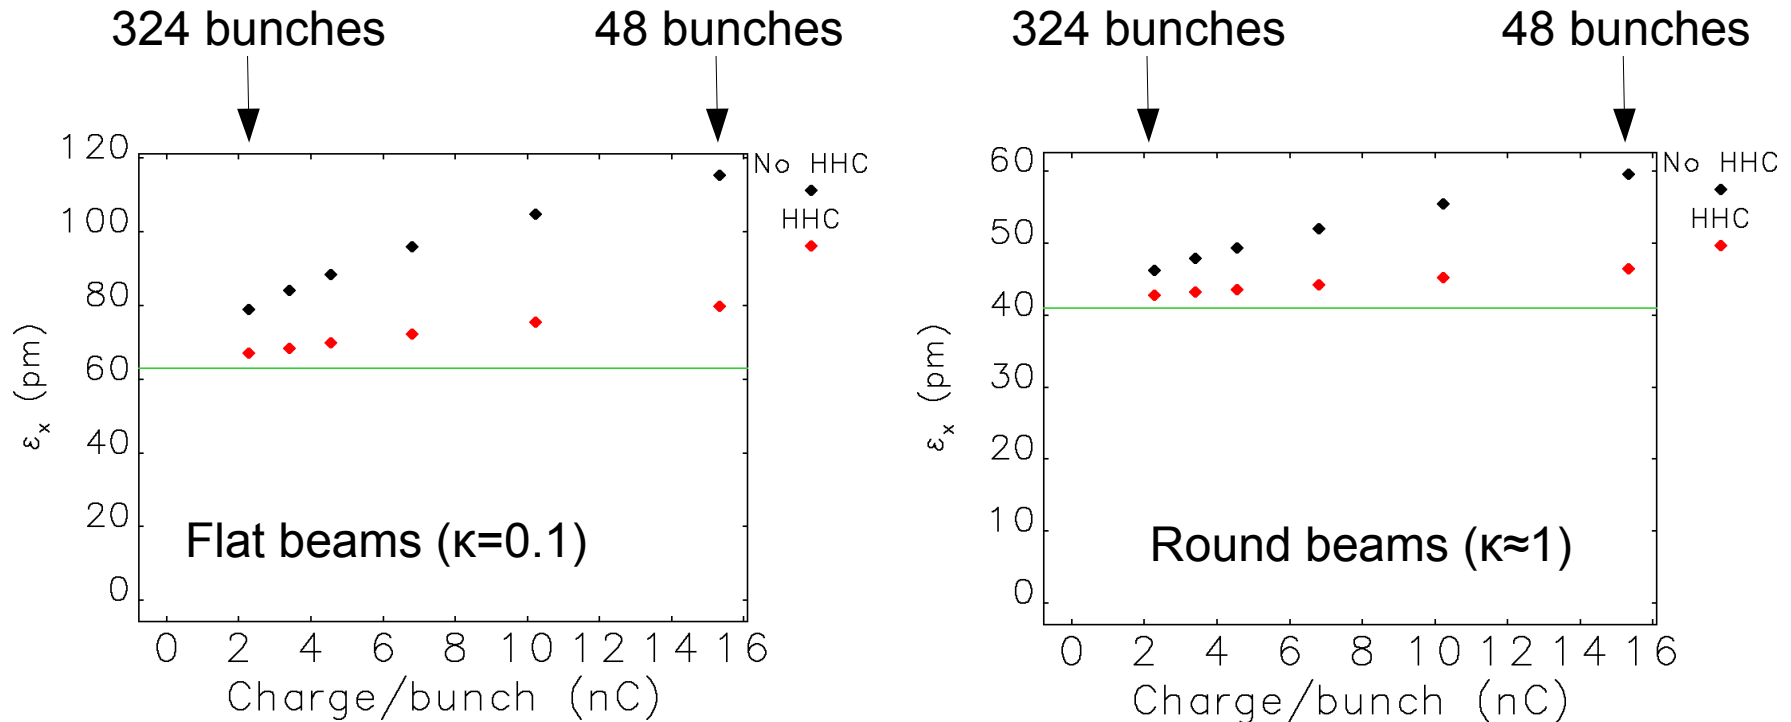 324 bunches
48 bunches
120
100
80
60
40
20
0
εx (pm)
No HHC
HHC
Flat beams (κ=0.1)
0 2 4 6 8 10 12 14 16
Charge/bunch (nC)
324 bunches
48 bunches
60
50
40
30
20
10
0
εx (pm)
No HHC
HHC
Round beams (κ≈1)
0 2 4 6 8 10 12 14 16
Charge/bunch (nC)